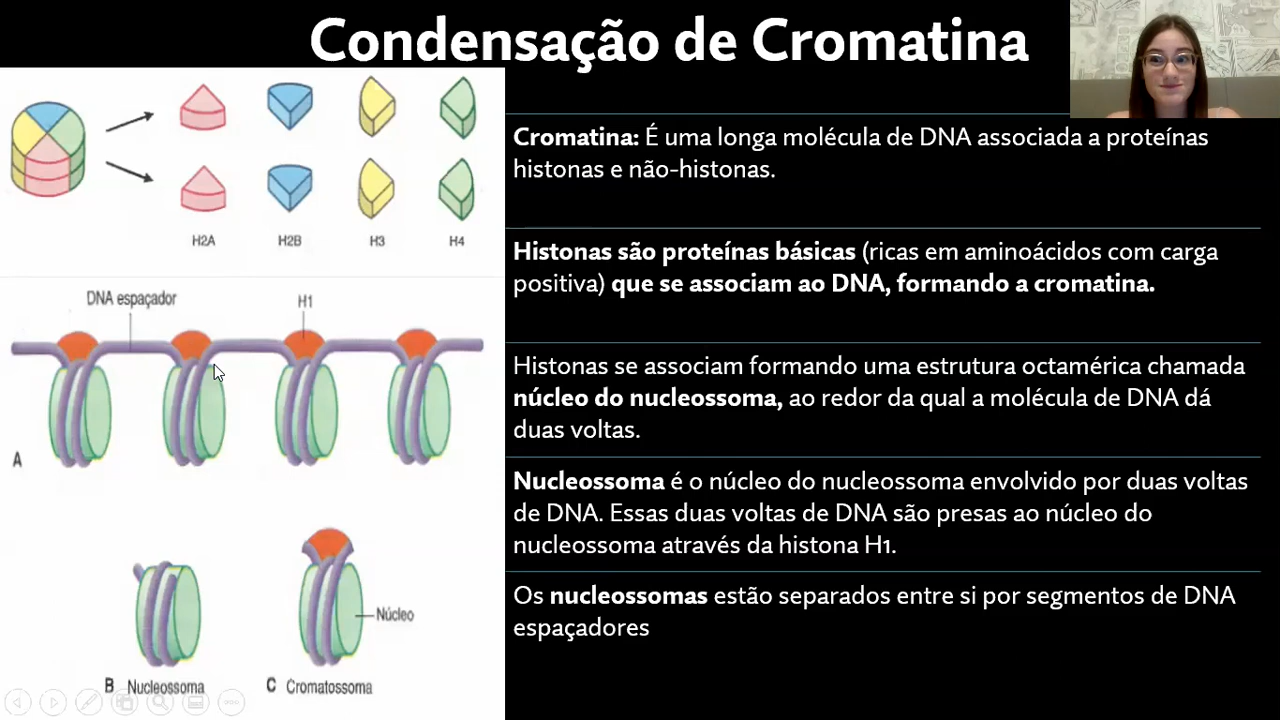 Condensação de Cromatina
H2A
H2B
H3
H4
DNA espaçador
H1
A
Núcleo
B Nucleossoma
C Cromatossoma
Cromatina: É uma longa molécula de DNA associada a proteínas
histonas e não-histonas.
Histonas são proteínas básicas (ricas em aminoácidos com carga
positiva) que se associam ao DNA, formando a cromatina.
Histonas se associam formando uma estrutura octamérica chamada
núcleo do nucleossoma, ao redor da qual a molécula de DNA dá
duas voltas.
Nucleossoma é o núcleo do nucleossoma envolvido por duas voltas
de DNA. Essas duas voltas de DNA são presas ao núcleo do
nucleossoma através da histona H1.
Os nucleossomas estão separados entre si por segmentos de DNA
espaçadores